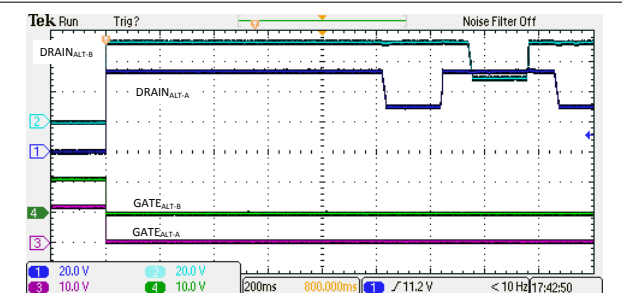 Tek Run Trig? Noise Filter Off
DRAINALT-B
DRAINALT-A
2
1
GATEALT-B
4
GATEALT-A
3
1 20.0 V 2 20.0 V
3 10.0 V 4 10.0 V
200ms 800.000ms 1 11.2 V < 10 Hz 17:42:50